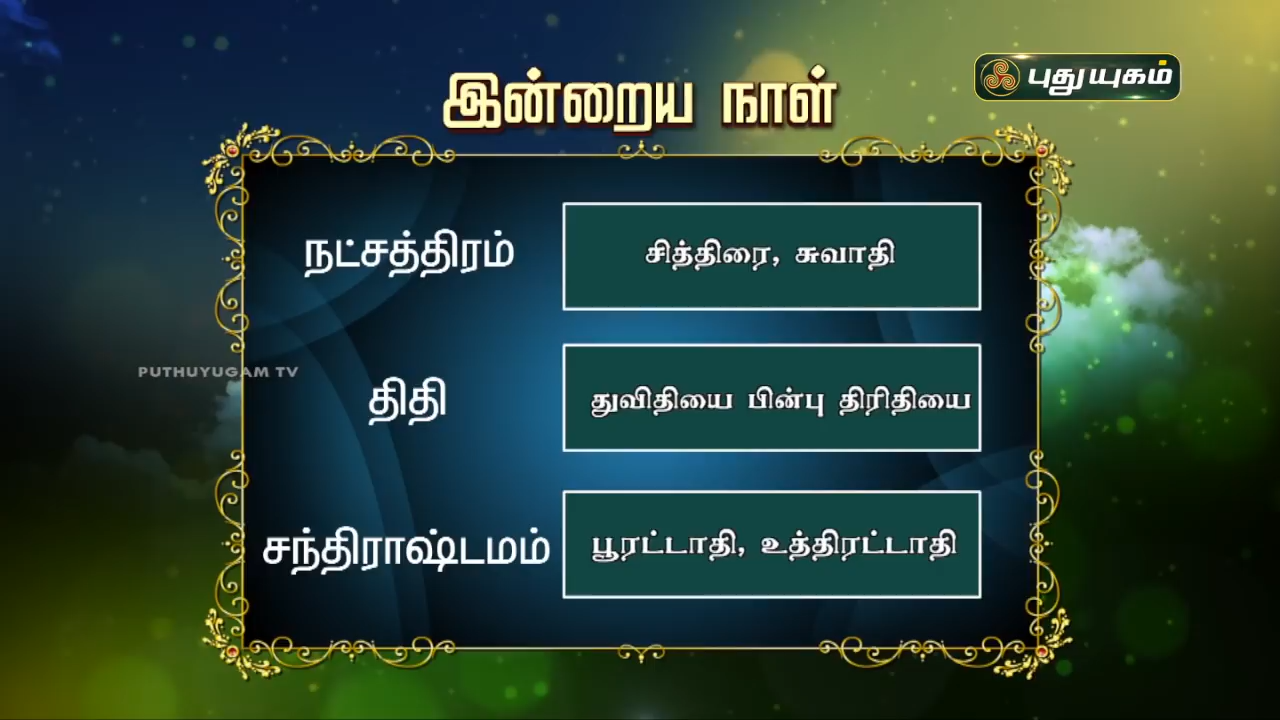 புதுயுகம்
இன்றைய நாள்
நட்சத்திரம் சித்திரை, சுவாதி
PUTHUYUGAM TV
திதி துவிதியை பின்பு திரிதியை
சந்திராஷ்டமம் பூரட்டாதி, உத்திரட்டாதி